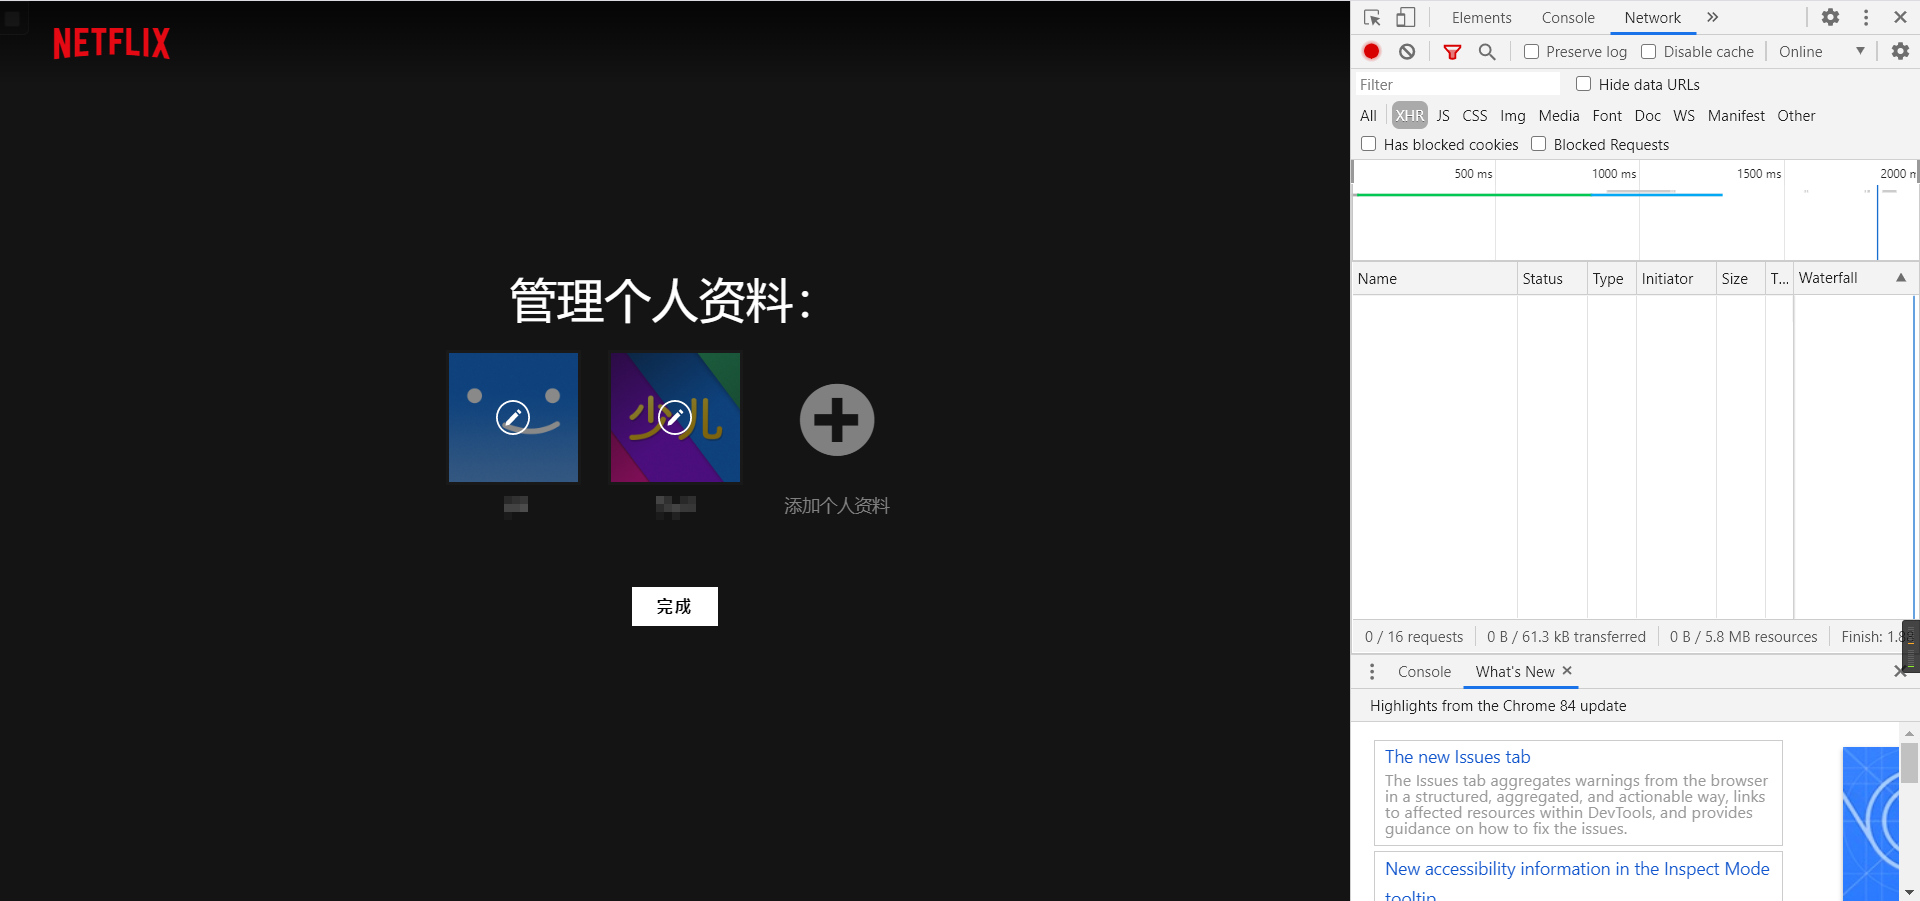 NETFLIX
管理个人资料：
少儿
添加个人资料
完成
Elements Console Network
Preserve log Disable cache Online
Filter Hide data URLs
All XHR JS CSS Img Media Font Doc WS Manifest Other
Has blocked cookies Blocked Requests
500 ms 1000 ms 1500 ms 2000 m
Name Status Type Initiator Size T... Waterfall
0 / 16 requests 0 B / 61.3 kB transferred 0 B / 5.8 MB resources Finish: 1.8
Console What's New
Highlights from the Chrome 84 update
The new Issues tab
The Issues tab aggregates warnings from the browser
in a structured, aggregated, and actionable way, links
to affected resources within DevTools, and provides
guidance on how to fix the issues.
New accessibility information in the Inspect Mode
tooltip